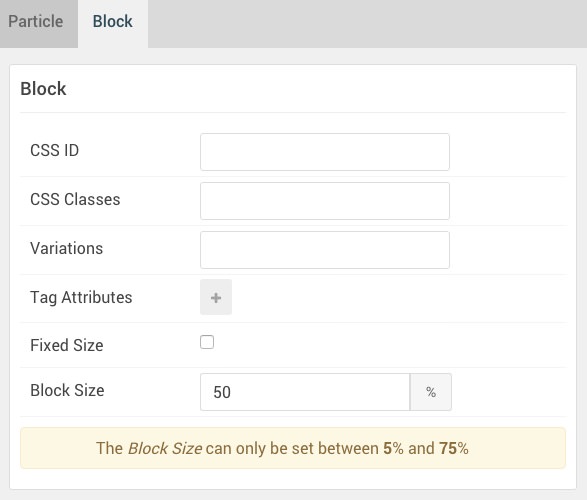 Particle Block
Block
CSS ID
CSS Classes
Variations
Tag Attributes +
Fixed Size
Block Size 50 %
The Block Size can only be set between 5% and 75%